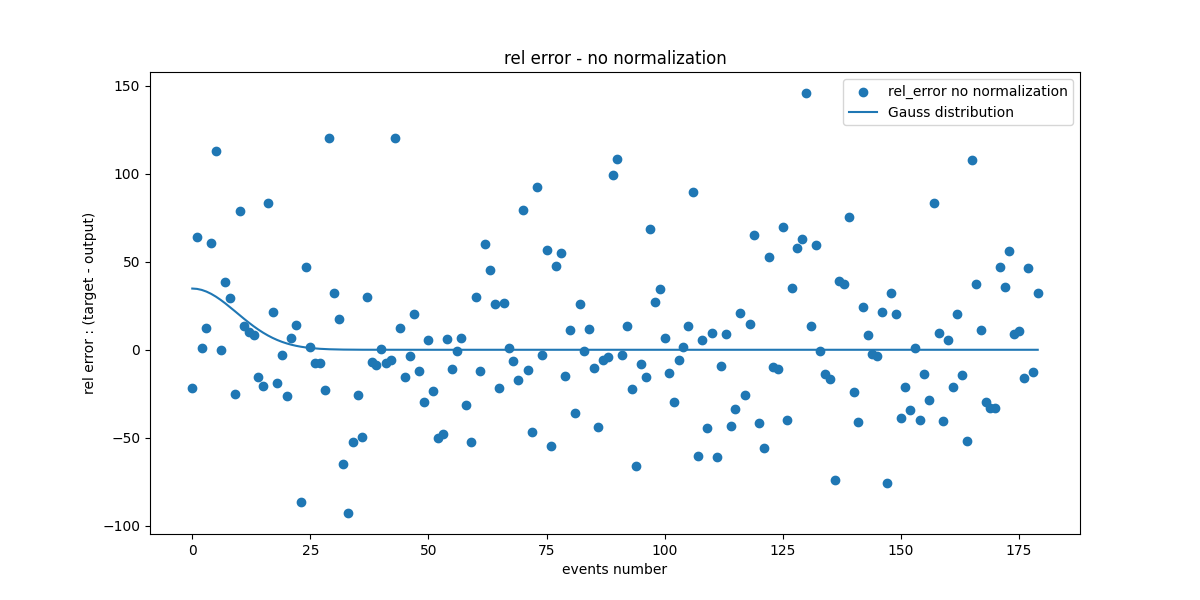 rel error - no normalization
rel_error no normalization
Gauss distribution
rel error : (target - output)
150
100
50
0
−50
−100
0 25 50 75 100 125 150 175
events number